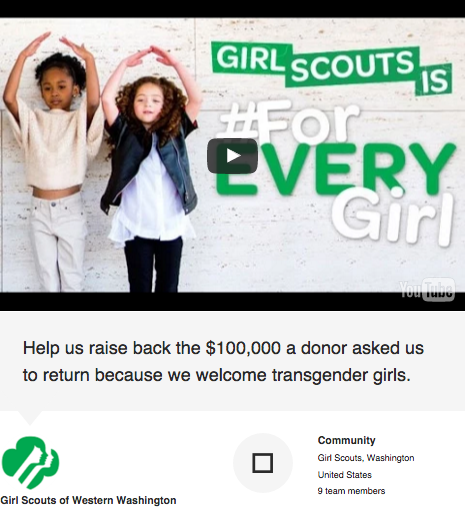 GIRL SCOUTS IS
#For
EVERY
Girl
YouTube
Help us raise back the $100,000 a donor asked us
to return because we welcome transgender girls.
Girl Scouts of Western Washington
Community
Girl Scouts, Washington
United States
9 team members